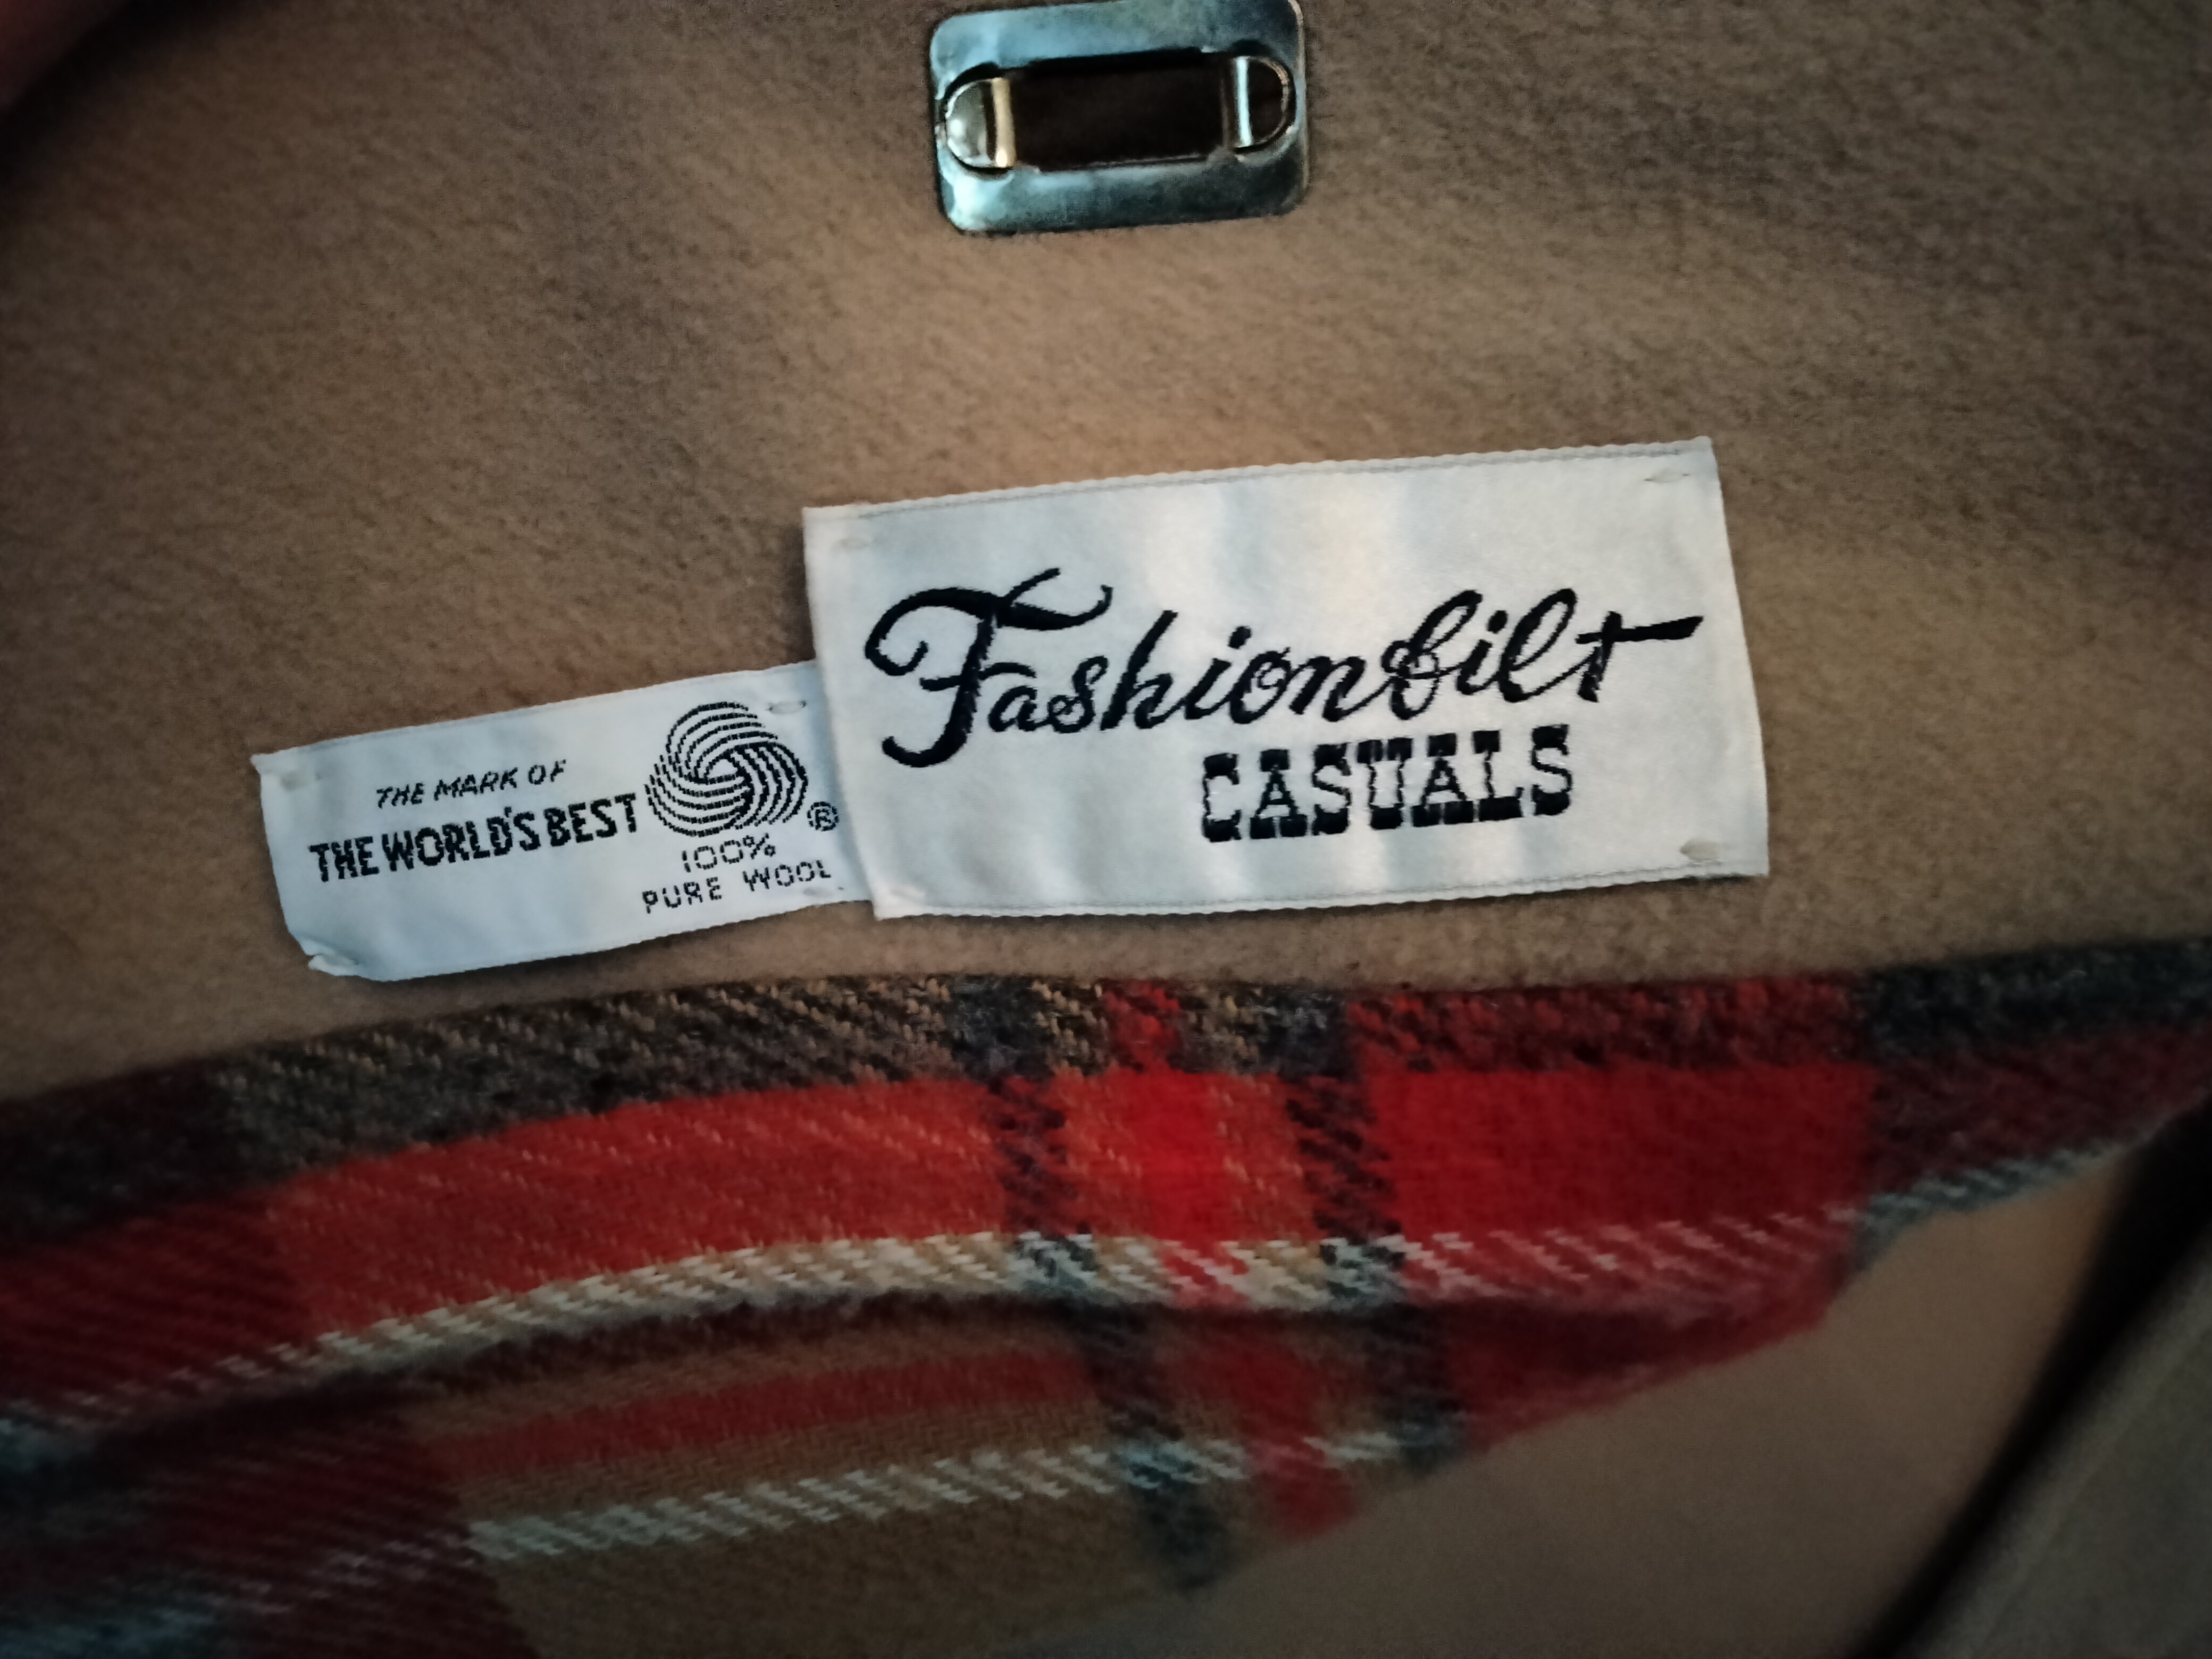 THE MARK OF
THE WORLD'S BEST
®
100%
PURE WOOL
Fashionbilt
CASUALS